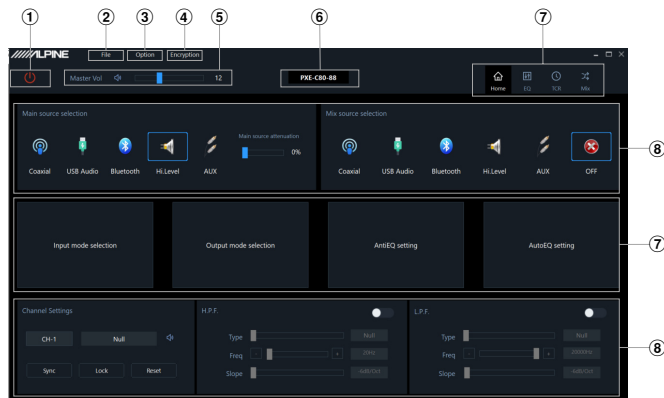 1 2 3 4 5 6 7
ALPINE File Option Encryption
Master Vol 12 PXE-C80-88 Home EQ TCR Mix
Main source selection Mix source selection
Main source attenuation
0%
8
Coaxial USB Audio Bluetooth Hi.Level AUX Coaxial USB Audio Bluetooth Hi.Level AUX OFF
Input mode selection Output mode selection AntiEQ setting AutoEQ setting
7
Channel Settings H.P.F. L.P.F.
CH-1 Null Type Null Type Null
Freq - + 20Hz Freq - + 20000Hz
8
Sync Lock Reset Slope Slope